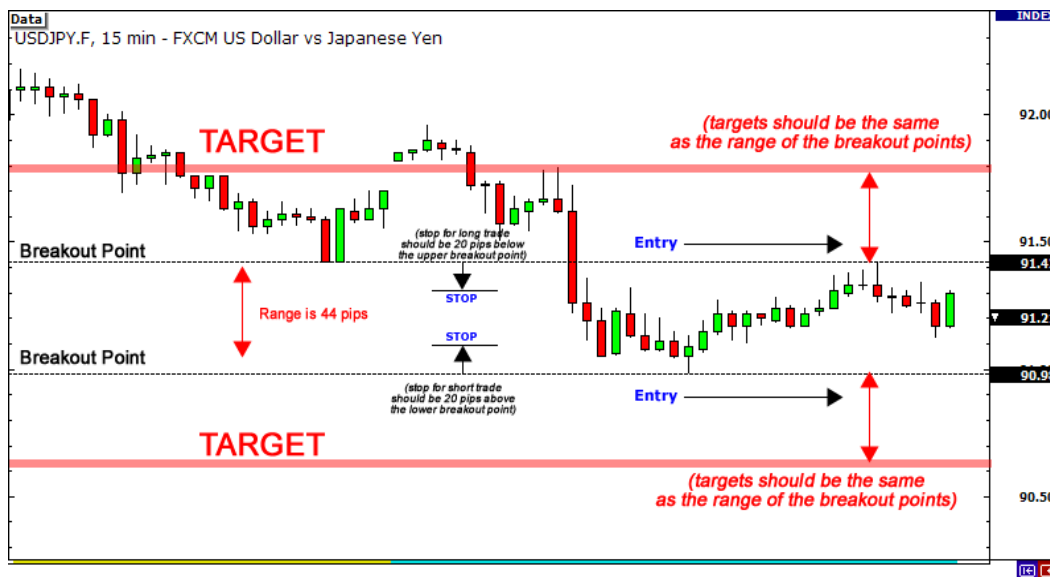 Data
INDEX
USDJPY.F, 15 min - FXCM US Dollar vs Japanese Yen
92.00
TARGET
(targets should be the same
as the range of the breakout points)
91.50
Breakout Point
(stop for long trade
should be 20 pips below
the upper breakout point)
Entry
91.4
STOP
Range is 44 pips
91.2
STOP
Breakout Point
90.9
(stop for short trade
should be 20 pips above
the lower breakout point)
Entry
TARGET
(targets should be the same
as the range of the breakout points)
90.50